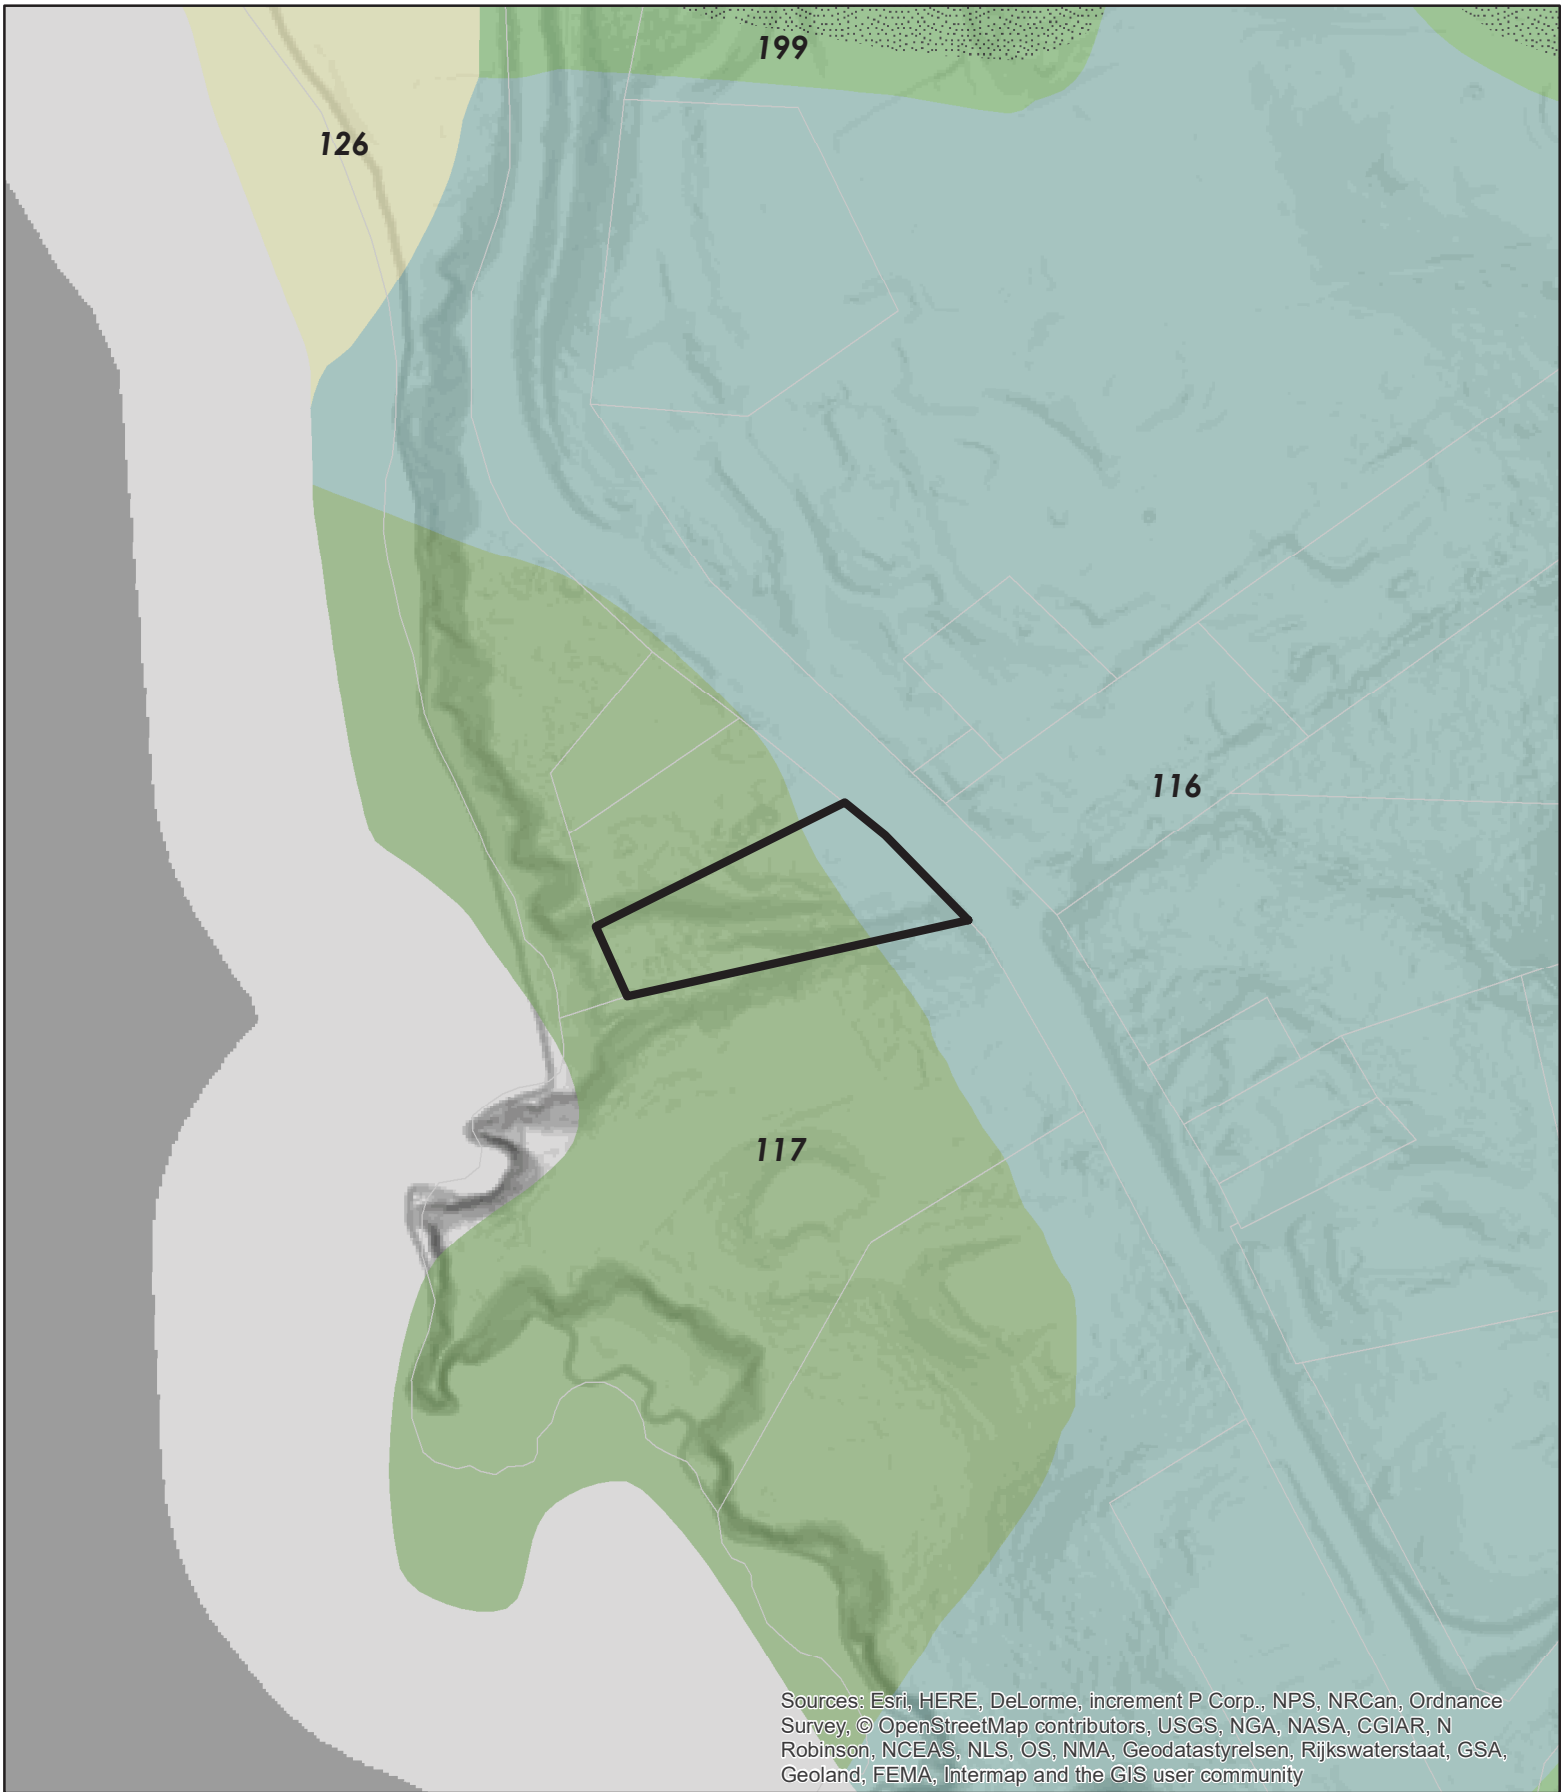 199
126
116
117
Sources: Esri, HERE, DeLorme, increment P Corp., NPS, NRCan, Ordnance
Survey, © OpenStreetMap contributors, USGS, NGA, NASA, CGIAR, N
Robinson, NCEAS, NLS, OS, NMA, Geodatastyrelsen, Rijkswaterstaat, GSA,
Geoland, FEMA, Intermap and the GIS user community